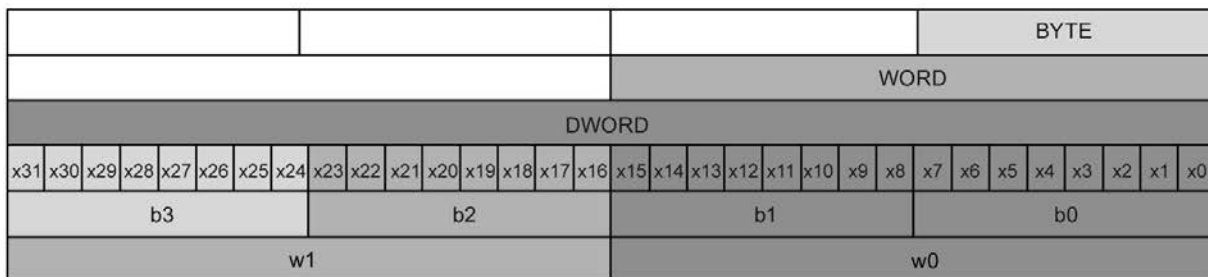 BYTE
WORD
DWORD
x31 x30 x29 x28 x27 x26 x25 x24 x23 x22 x21 x20 x19 x18 x17 x16 x15 x14 x13 x12 x11 x10 x9 x8 x7 x6 x5 x4 x3 x2 x1 x0
b3 b2 b1 b0
w1 w0